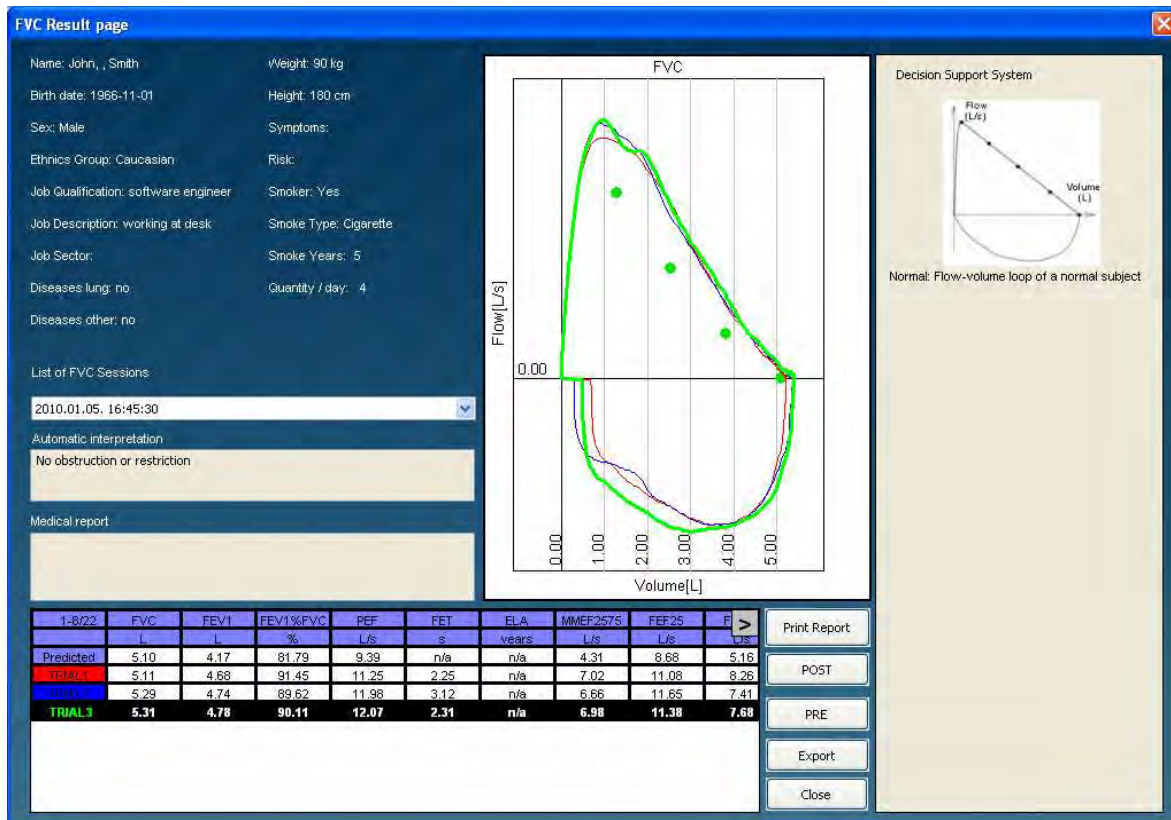 FVC Result page
Name: John, , Smith
Weight: 90 kg
Birth date: 1966-11-01
Height: 180 cm
Sex: Male
Symptoms:
Ethnics Group: Caucasian
Risk:
Job Qualification: software engineer
Smoker: Yes
Job Description: working at desk
Smoke Type: Cigarette
Job Sector:
Smoke Years: 5
Diseases lung: no
Quantity / day: 4
Diseases other: no
List of FVC Sessions
2010.01.05. 16:45:30
Automatic interpretation
No obstruction or restriction
Medical report
FVC
Flow[L/s]
0.00
0.00 1.00 2.00 3.00 4.00 5.00
Volume[L]
Decision Support System
Flow
(L/s)
Volume
(L)
Normal: Flow-volume loop of a normal subject
1-8/22 FVC FEV1 FEV1%FVC PEF FET ELA MMEF2575 FEF25 F >
L L % L/s s years L/s L/s L/s
Predicted 5.10 4.17 81.79 9.39 n/a n/a 4.31 8.68 5.16
TRIAL1 5.11 4.68 91.45 11.25 2.25 n/a 7.02 11.08 8.26
5.29 4.74 89.62 11.98 3.12 n/a 6.66 11.65 7.41
TRIAL3 5.31 4.78 90.11 12.07 2.31 n/a 6.98 11.38 7.68
Print Report
POST
PRE
Export
Close